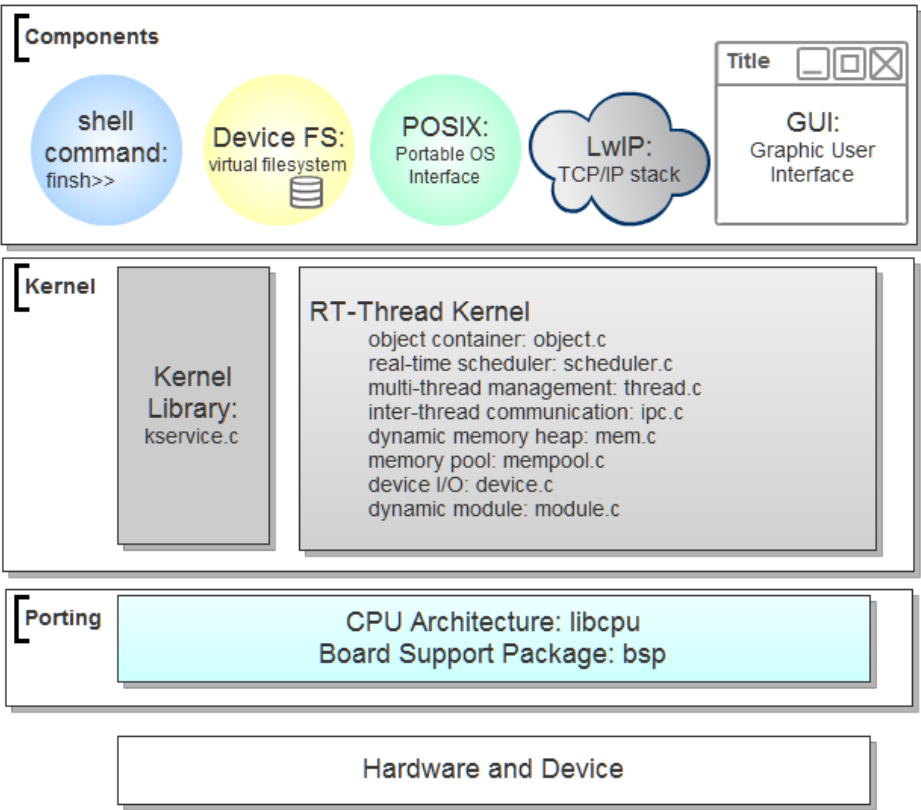 Components
shell
command:
finsh>>
Device FS:
virtual filesystem
POSIX:
Portable OS
Interface
LwIP:
TCP/IP stack
Title
GUI:
Graphic User
Interface
Kernel
Kernel
Library:
kservice.c
RT-Thread Kernel
object container: object.c
real-time scheduler: scheduler.c
multi-thread management: thread.c
inter-thread communication: ipc.c
dynamic memory heap: mem.c
memory pool: mempool.c
device I/O: device.c
dynamic module: module.c
Porting
CPU Architecture: libcpu
Board Support Package: bsp
Hardware and Device